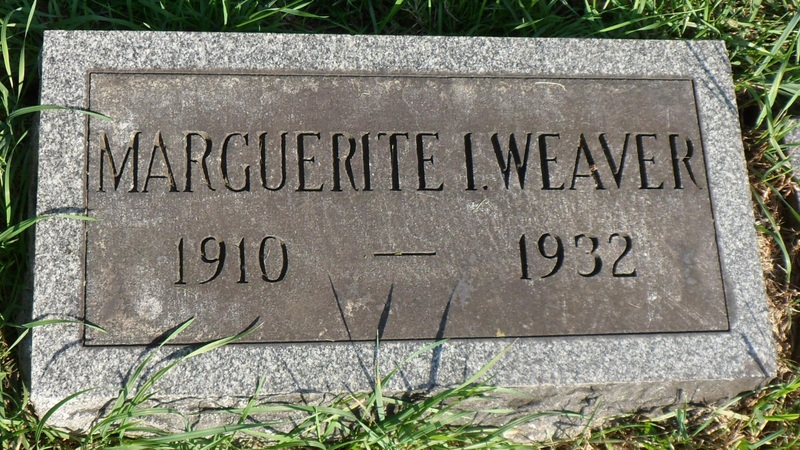 MARGUERITE I. WEAVER
1910 — 1932